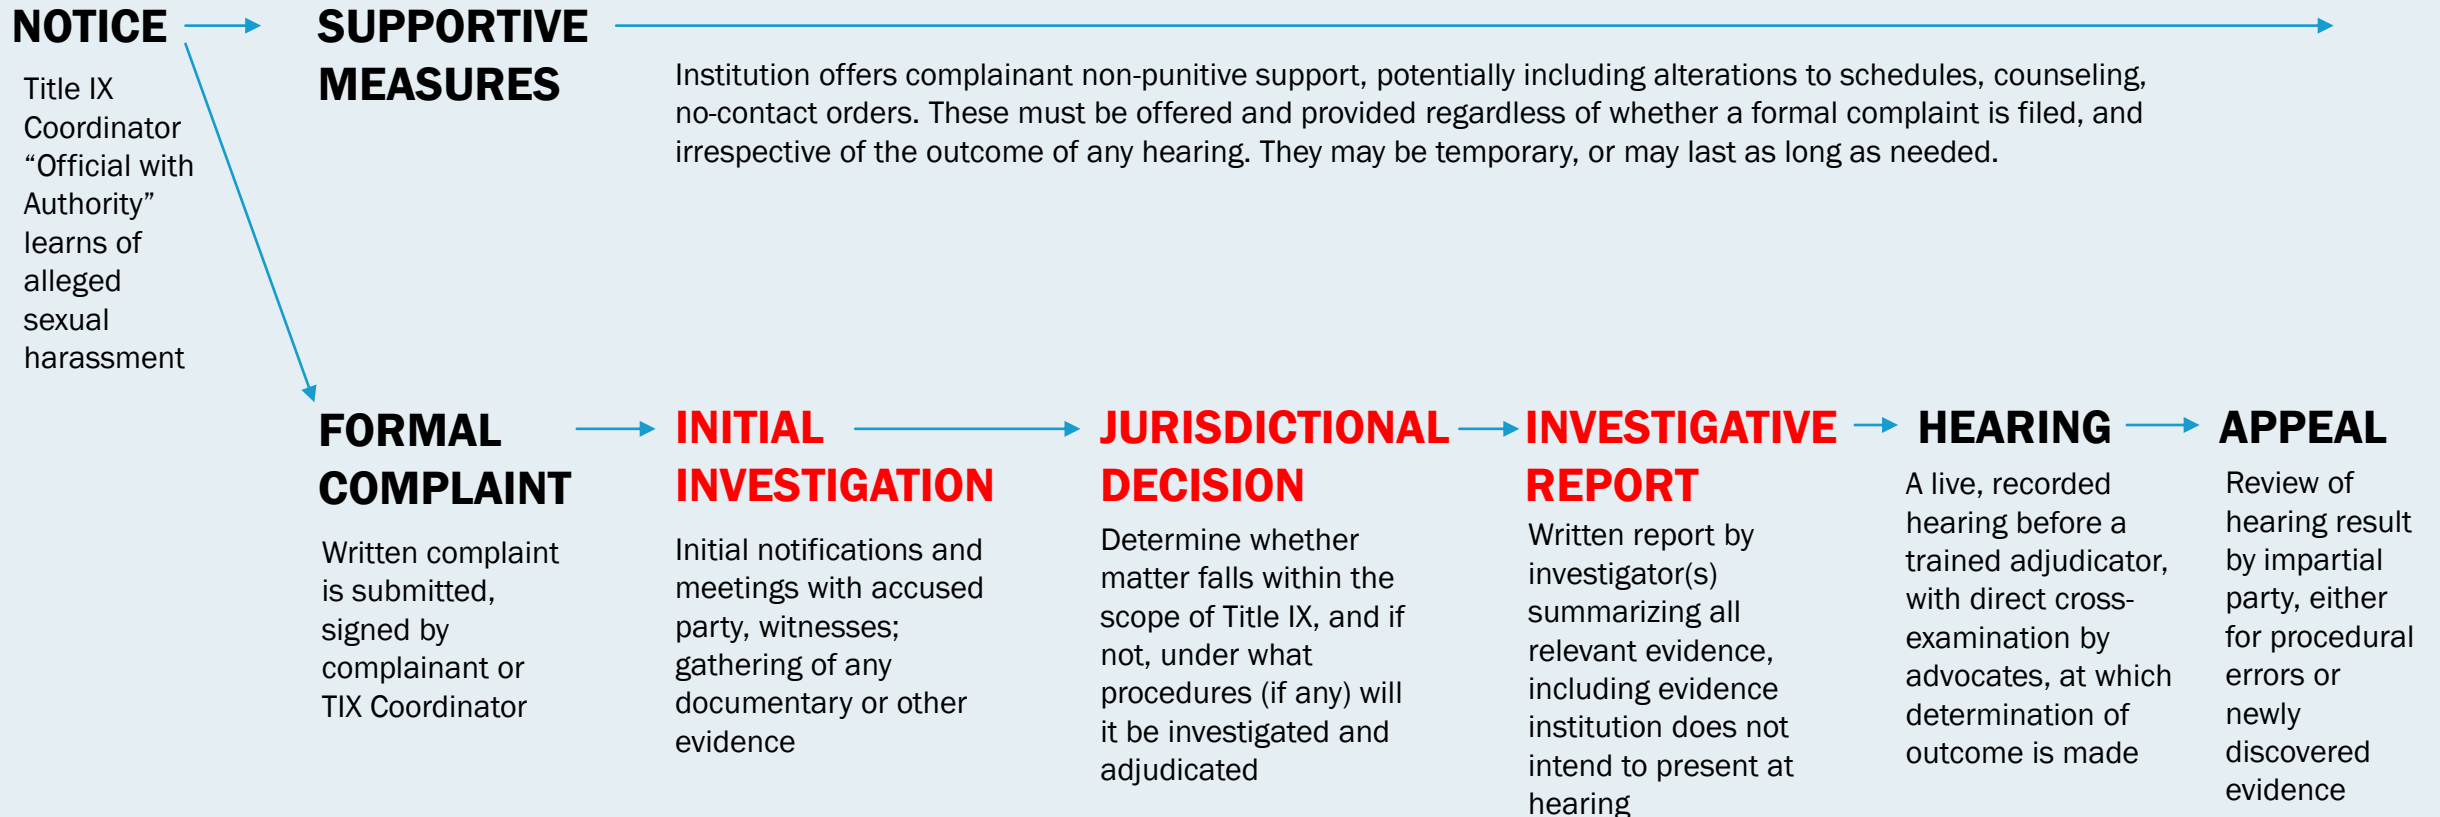 NOTICE
Title IX
Coordinator
“Official with
Authority”
learns of
alleged
sexual
harassment
SUPPORTIVE
MEASURES
Institution offers complainant non-punitive support, potentially including alterations to schedules, counseling,
no-contact orders. These must be offered and provided regardless of whether a formal complaint is filed, and
irrespective of the outcome of any hearing. They may be temporary, or may last as long as needed.
FORMAL
COMPLAINT
Written complaint
is submitted,
signed by
complainant or
TIX Coordinator
INITIAL
INVESTIGATION
Initial notifications and
meetings with accused
party, witnesses;
gathering of any
documentary or other
evidence
JURISDICTIONAL
DECISION
Determine whether
matter falls within the
scope of Title IX, and if
not, under what
procedures (if any) will
it be investigated and
adjudicated
INVESTIGATIVE
REPORT
Written report by
investigator(s)
summarizing all
relevant evidence,
including evidence
institution does not
intend to present at
hearing
HEARING
A live, recorded
hearing before a
trained adjudicator,
with direct cross-
examination by
advocates, at which
determination of
outcome is made
APPEAL
Review of
hearing result
by impartial
party, either
for procedural
errors or
newly
discovered
evidence